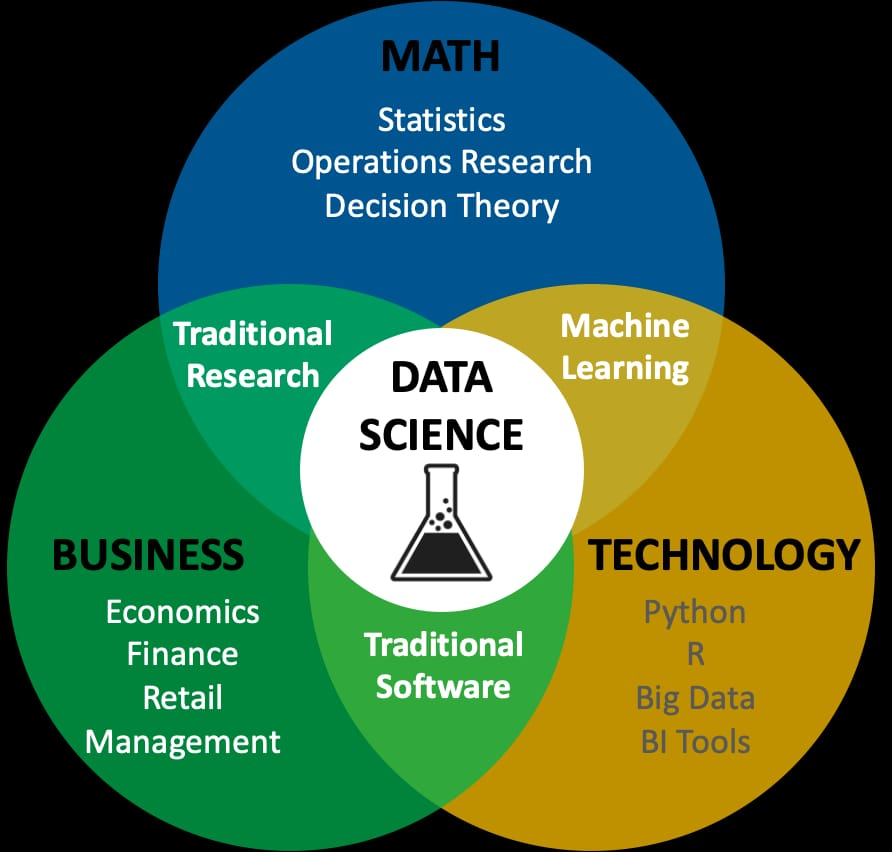 MATH
Statistics
Operations Research
Decision Theory
Traditional
Research
Machine
Learning
DATA
SCIENCE
BUSINESS
Economics
Finance
Retail
Management
TECHNOLOGY
Python
R
Big Data
BI Tools
Traditional
Software